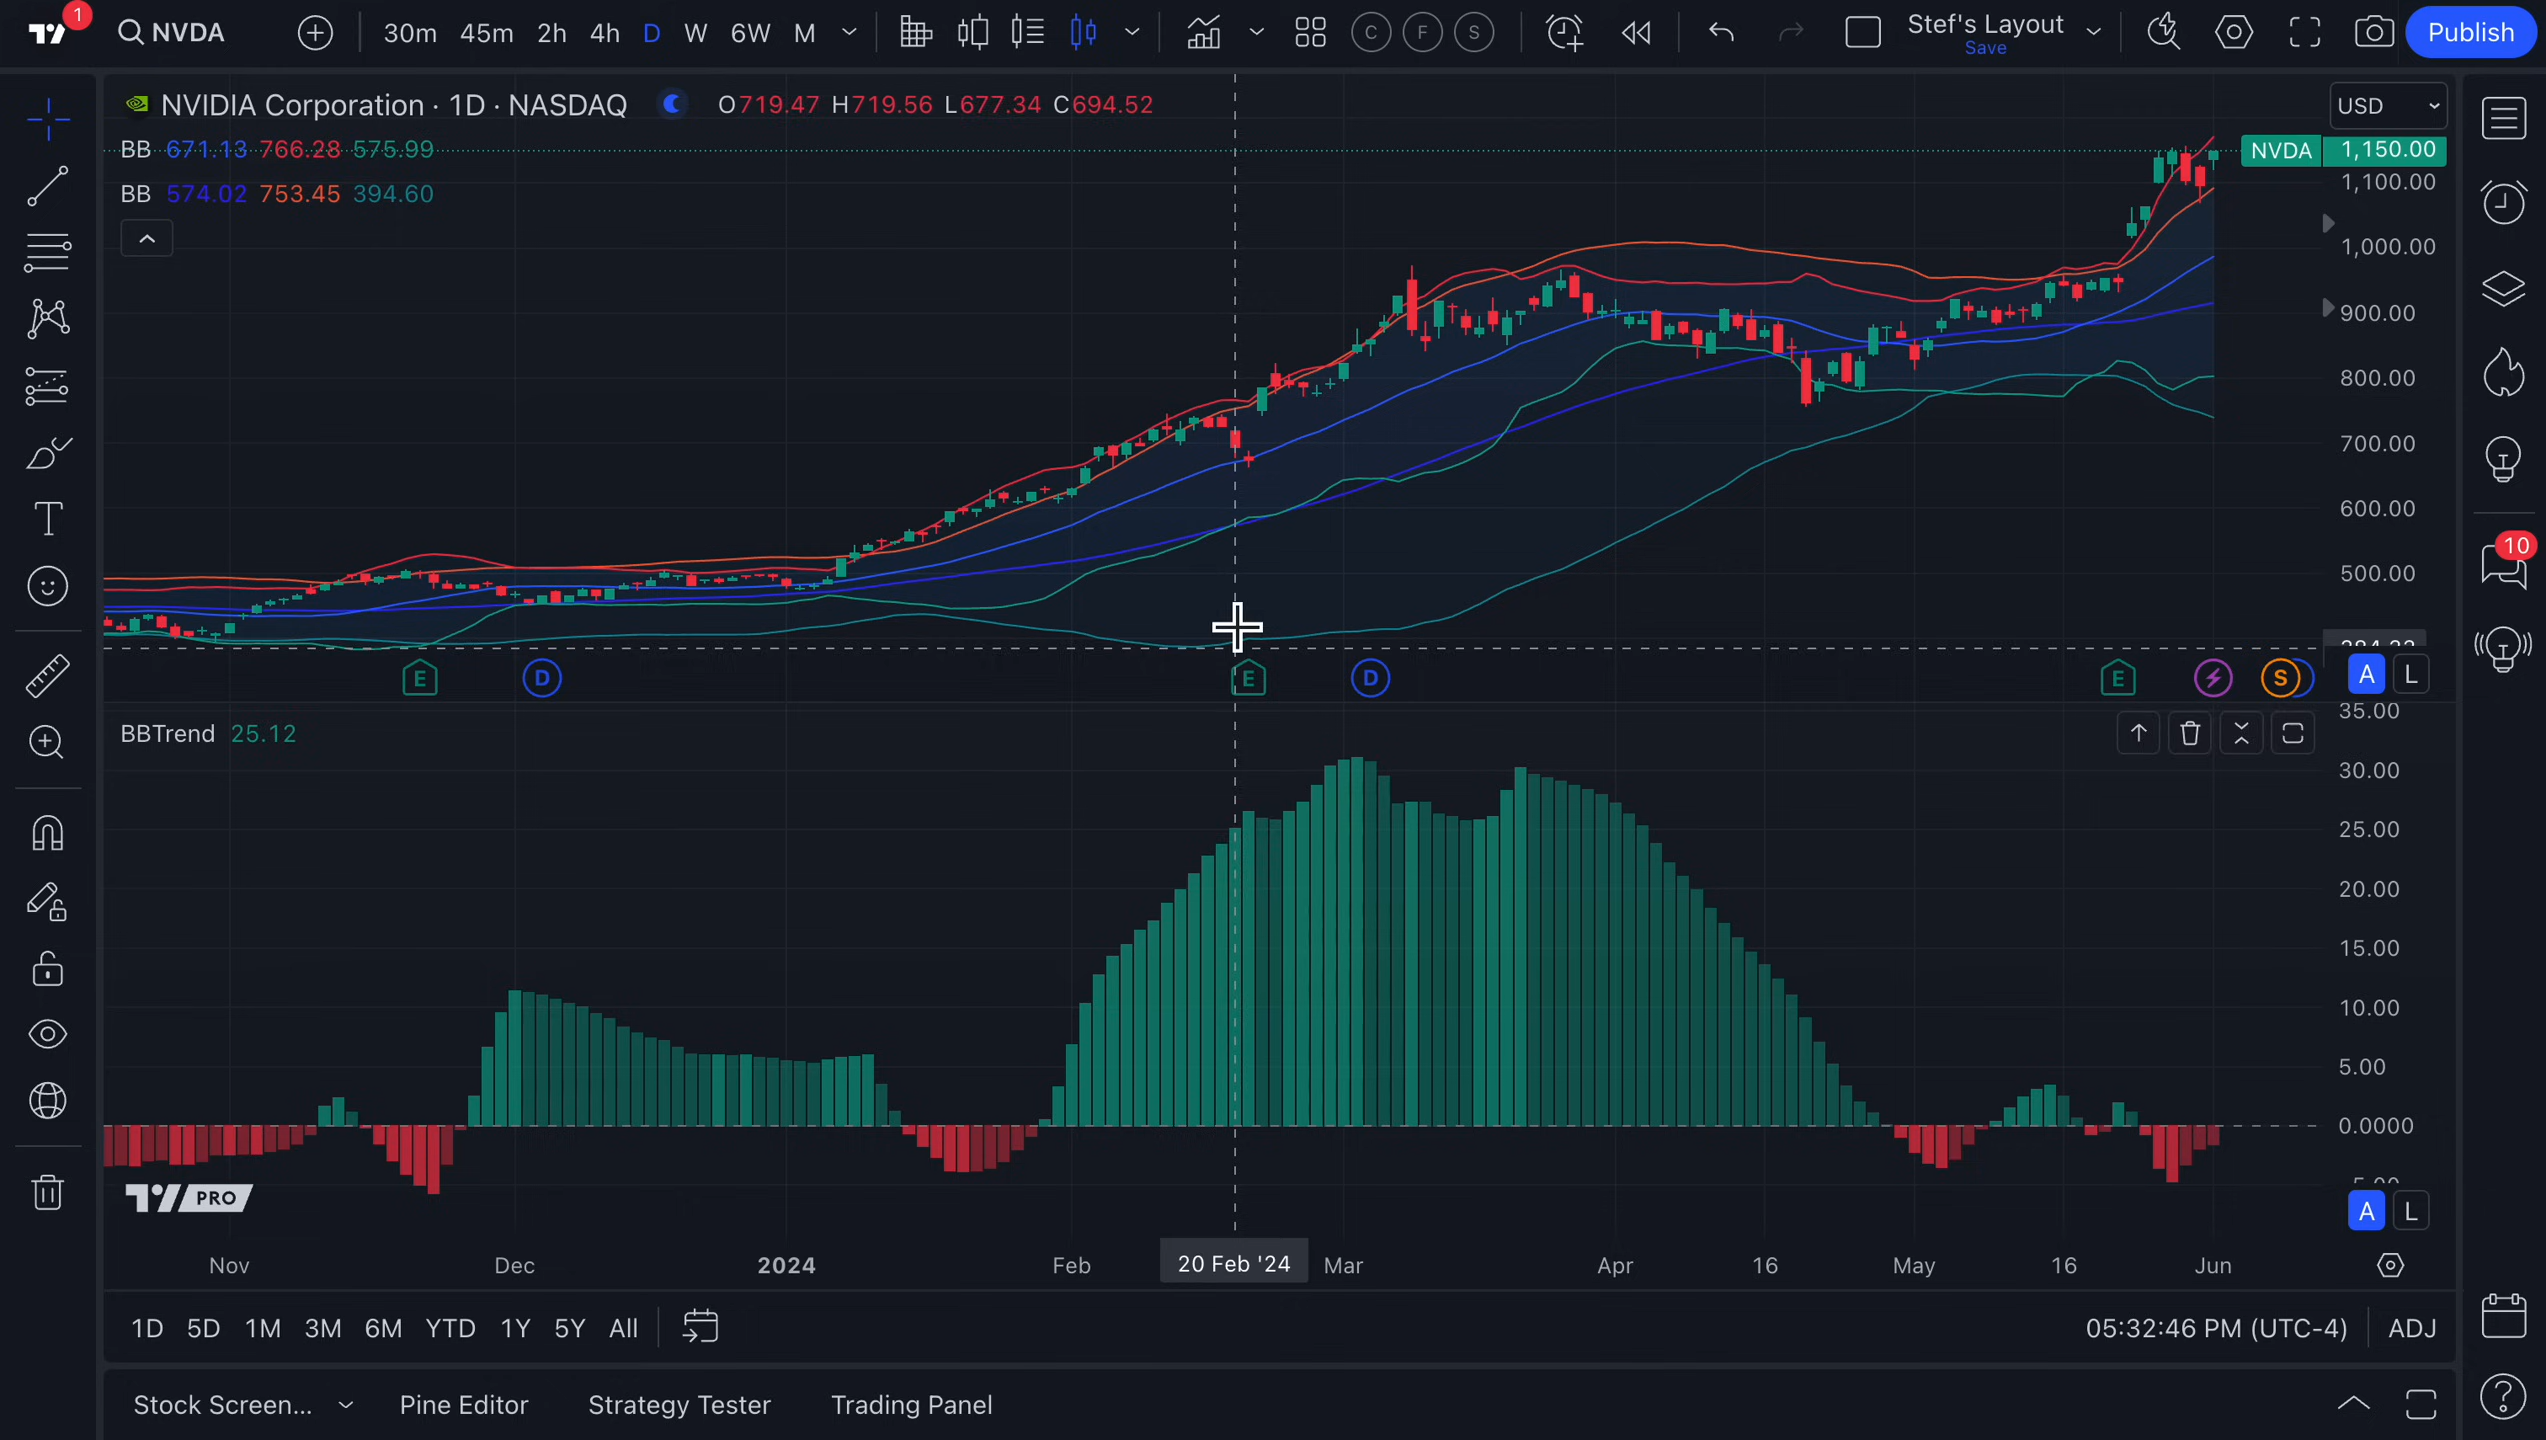 1
NVDA
30m 45m 2h 4h D W 6W M
C F S
Stef's Layout
Save
Publish
NVIDIA Corporation · 1D · NASDAQ O719.47 H719.56 L677.34 C694.52
USD
BB 671.13 766.28 575.99
NVDA 1,150.00
BB 574.02 753.45 394.60
1,100.00
1,000.00
900.00
800.00
700.00
600.00
500.00
10
E D E D E S A L
BBTrend 25.12
35.00
30.00
25.00
20.00
15.00
10.00
5.00
0.0000
PRO
A L
Nov Dec 2024 Feb 20 Feb '24 Mar Apr 16 May 16 Jun
1D 5D 1M 3M 6M YTD 1Y 5Y All
05:32:46 PM (UTC-4) ADJ
Stock Screen... Pine Editor Strategy Tester Trading Panel